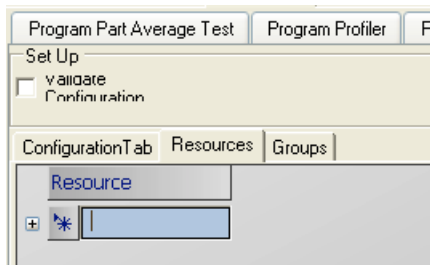 Program Part Average Test Program Profiler F
Set Up
Validate
Configuration
ConfigurationTab Resources Groups
Resource